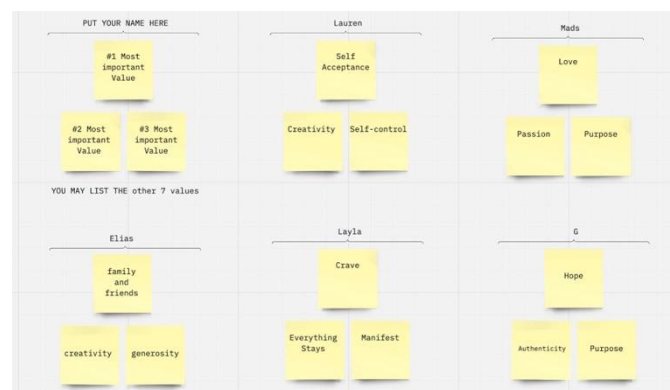 PUT YOUR NAME HERE
#1 Most
important
Value
#2 Most
important
Value
#3 Most
important
Value
YOU MAY LIST THE other 7 values
Lauren
Self
Acceptance
Creativity
Self-control
Mads
Love
Passion
Purpose
Elias
family
and
friends
creativity
generosity
Layla
Crave
Everything
Stays
Manifest
G
Hope
Authenticity
Purpose